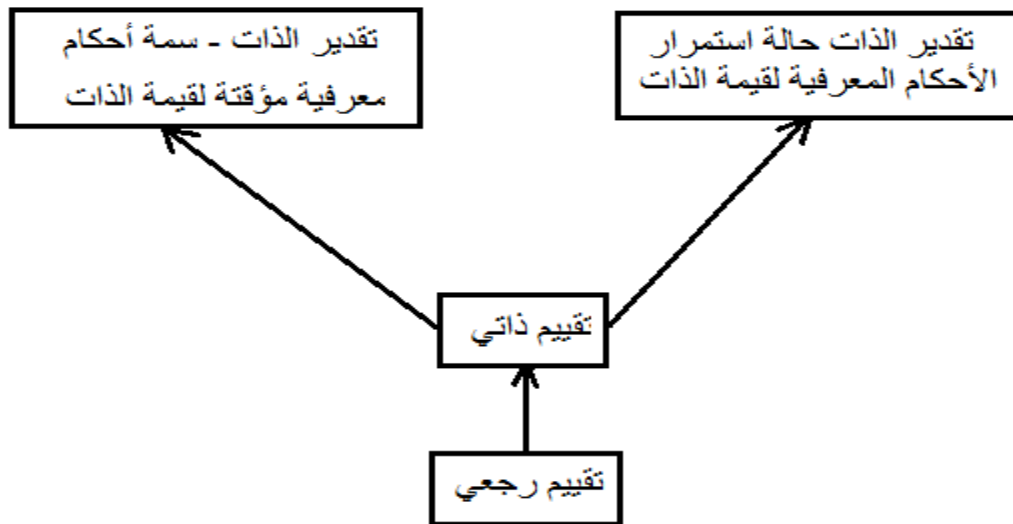 تقدير الذات حالة استمرار
الأحكام المعرفية لقيمة الذات
تقدير الذات - سمة أحكام
معرفية مؤقتة لقيمة الذات
تقييم ذاتي
تقييم رجعي